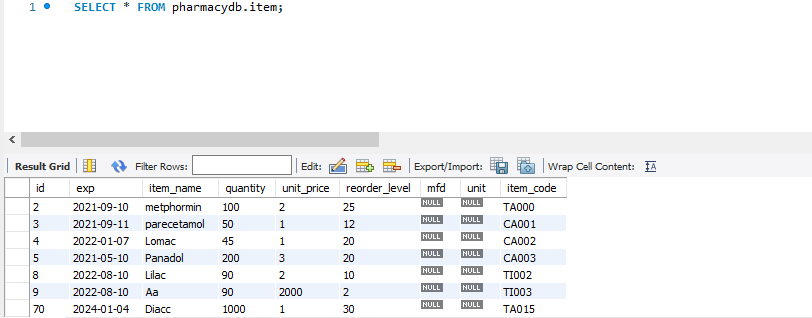 1 SELECT * FROM pharmacydb.item;
Result Grid Filter Rows: Edit: Export/Import: Wrap Cell Content: IA
id exp item_name quantity unit_price reorder_level mfd unit item_code
2 2021-09-10 metphormin 100 2 25 NULL NULL TA000
3 2021-09-11 parecetamol 50 1 12 NULL NULL CA001
4 2022-01-07 Lomac 45 1 20 NULL NULL CA002
5 2021-05-10 Panadol 200 3 20 NULL NULL CA003
8 2022-08-10 Lilac 90 2 10 NULL NULL TI002
9 2022-08-10 Aa 90 2000 2 NULL NULL TI003
70 2024-01-04 Diacc 1000 1 30 NULL NULL TA015